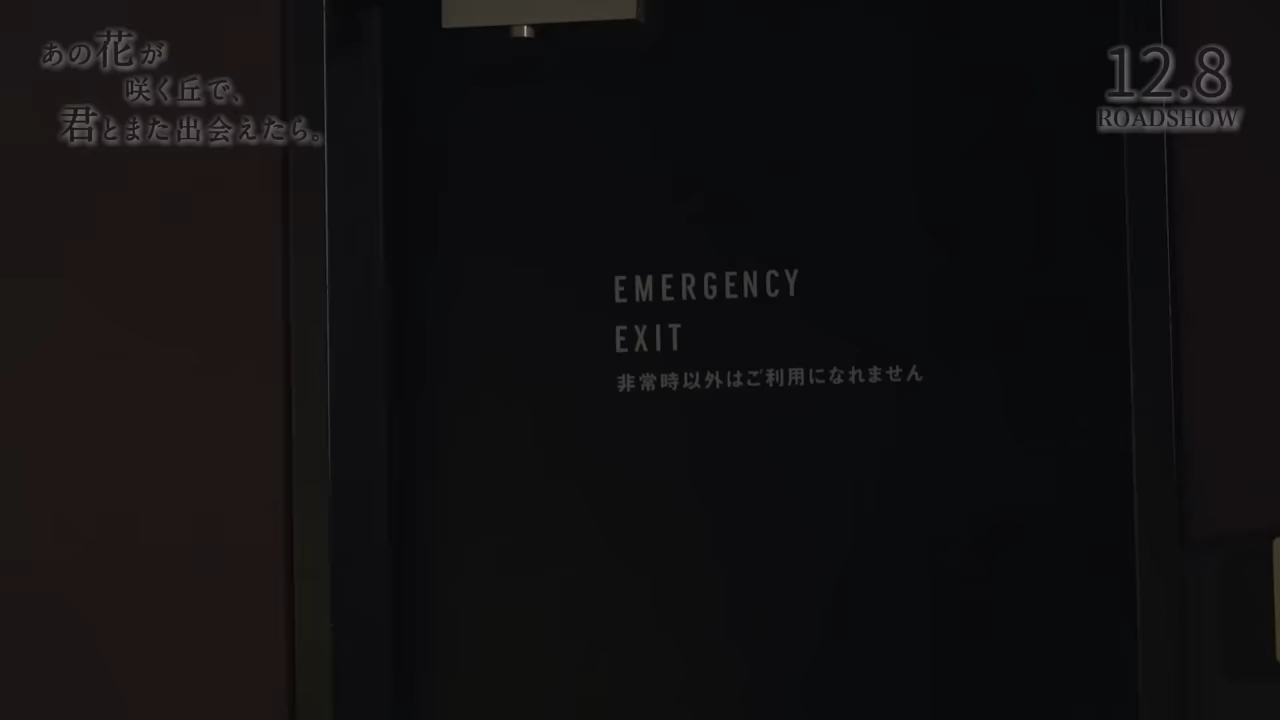 あの花が
咲く丘で、
君とまた出会えたら。
12.8
ROADSHOW
EMERGENCY
EXIT
非常時以外はご利用になれません